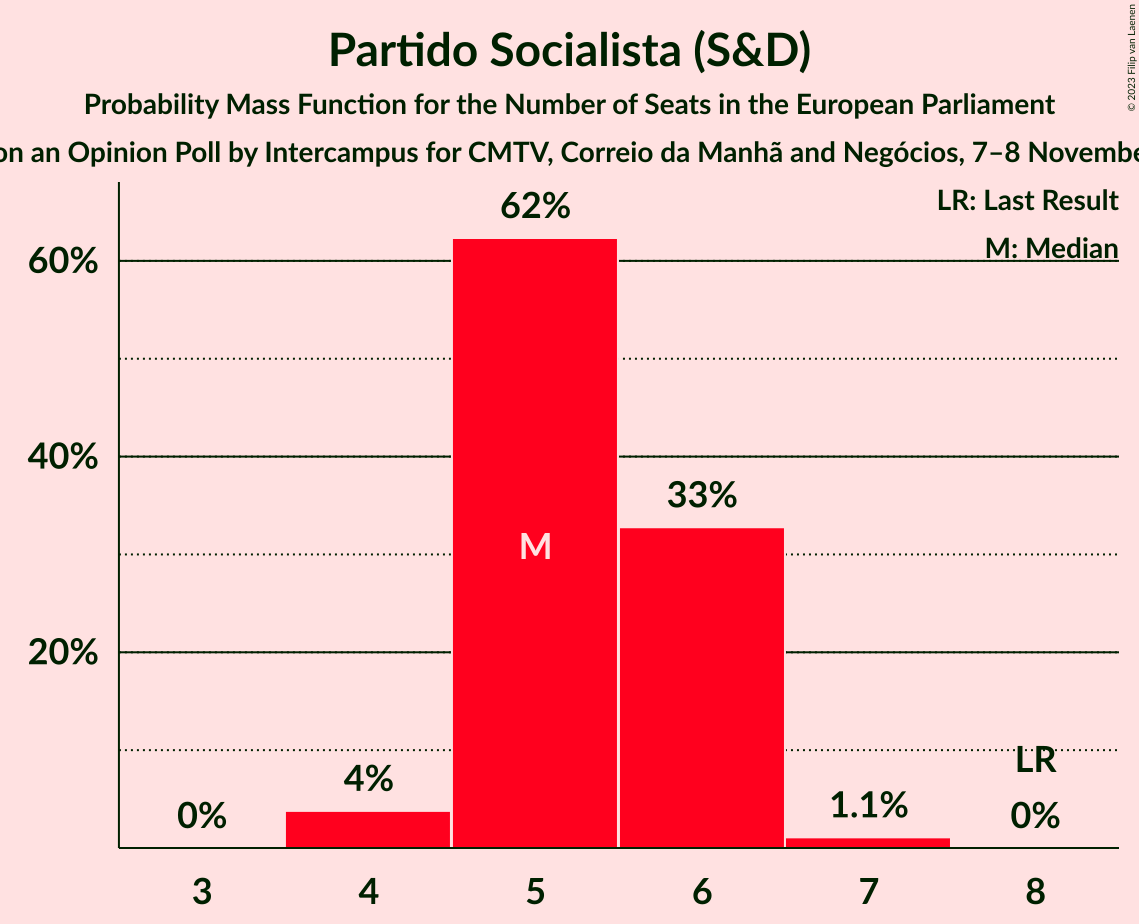 Partido Socialista (S&D)
Probability Mass Function for the Number of Seats in the European Parliament
on an Opinion Poll by Intercampus for CMTV, Correio da Manhã and Negócios, 7–8 Novembe
© 2023 Filip van Laenen
LR: Last Result
M: Median
62%
60%
40%
33%
M
20%
LR
4%
1.1%
0%
0%
3 4 5 6 7 8